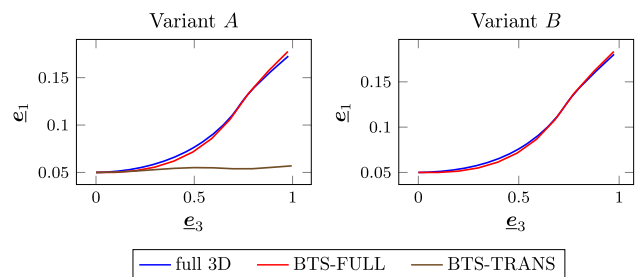 Variant A
Variant B
0.15
0.1
0.05
e₁
0
0.5
1
e₃
0.15
0.1
0.05
e₁
0
0.5
1
e₃
full 3D
BTS-FULL
BTS-TRANS